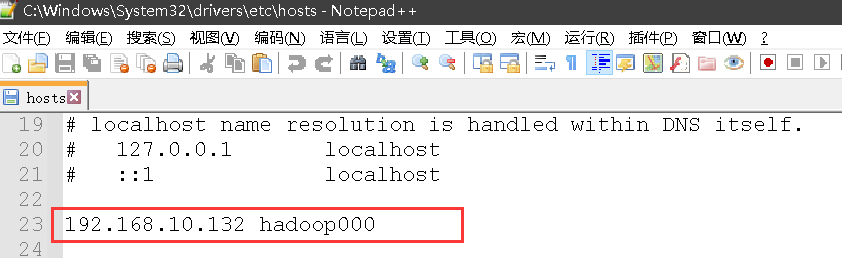 C:\Windows\System32\drivers\etc\hosts - Notepad++
文件(F) 编辑(E) 搜索(S) 视图(V) 编码(N) 语言(L) 设置(T) 工具(O) 宏(M) 运行(R) 插件(P) 窗口(W) ?
hosts
19 # localhost name resolution is handled within DNS itself.
20 # 127.0.0.1 localhost
21 # ::1 localhost
22
23 192.168.10.132 hadoop000
24